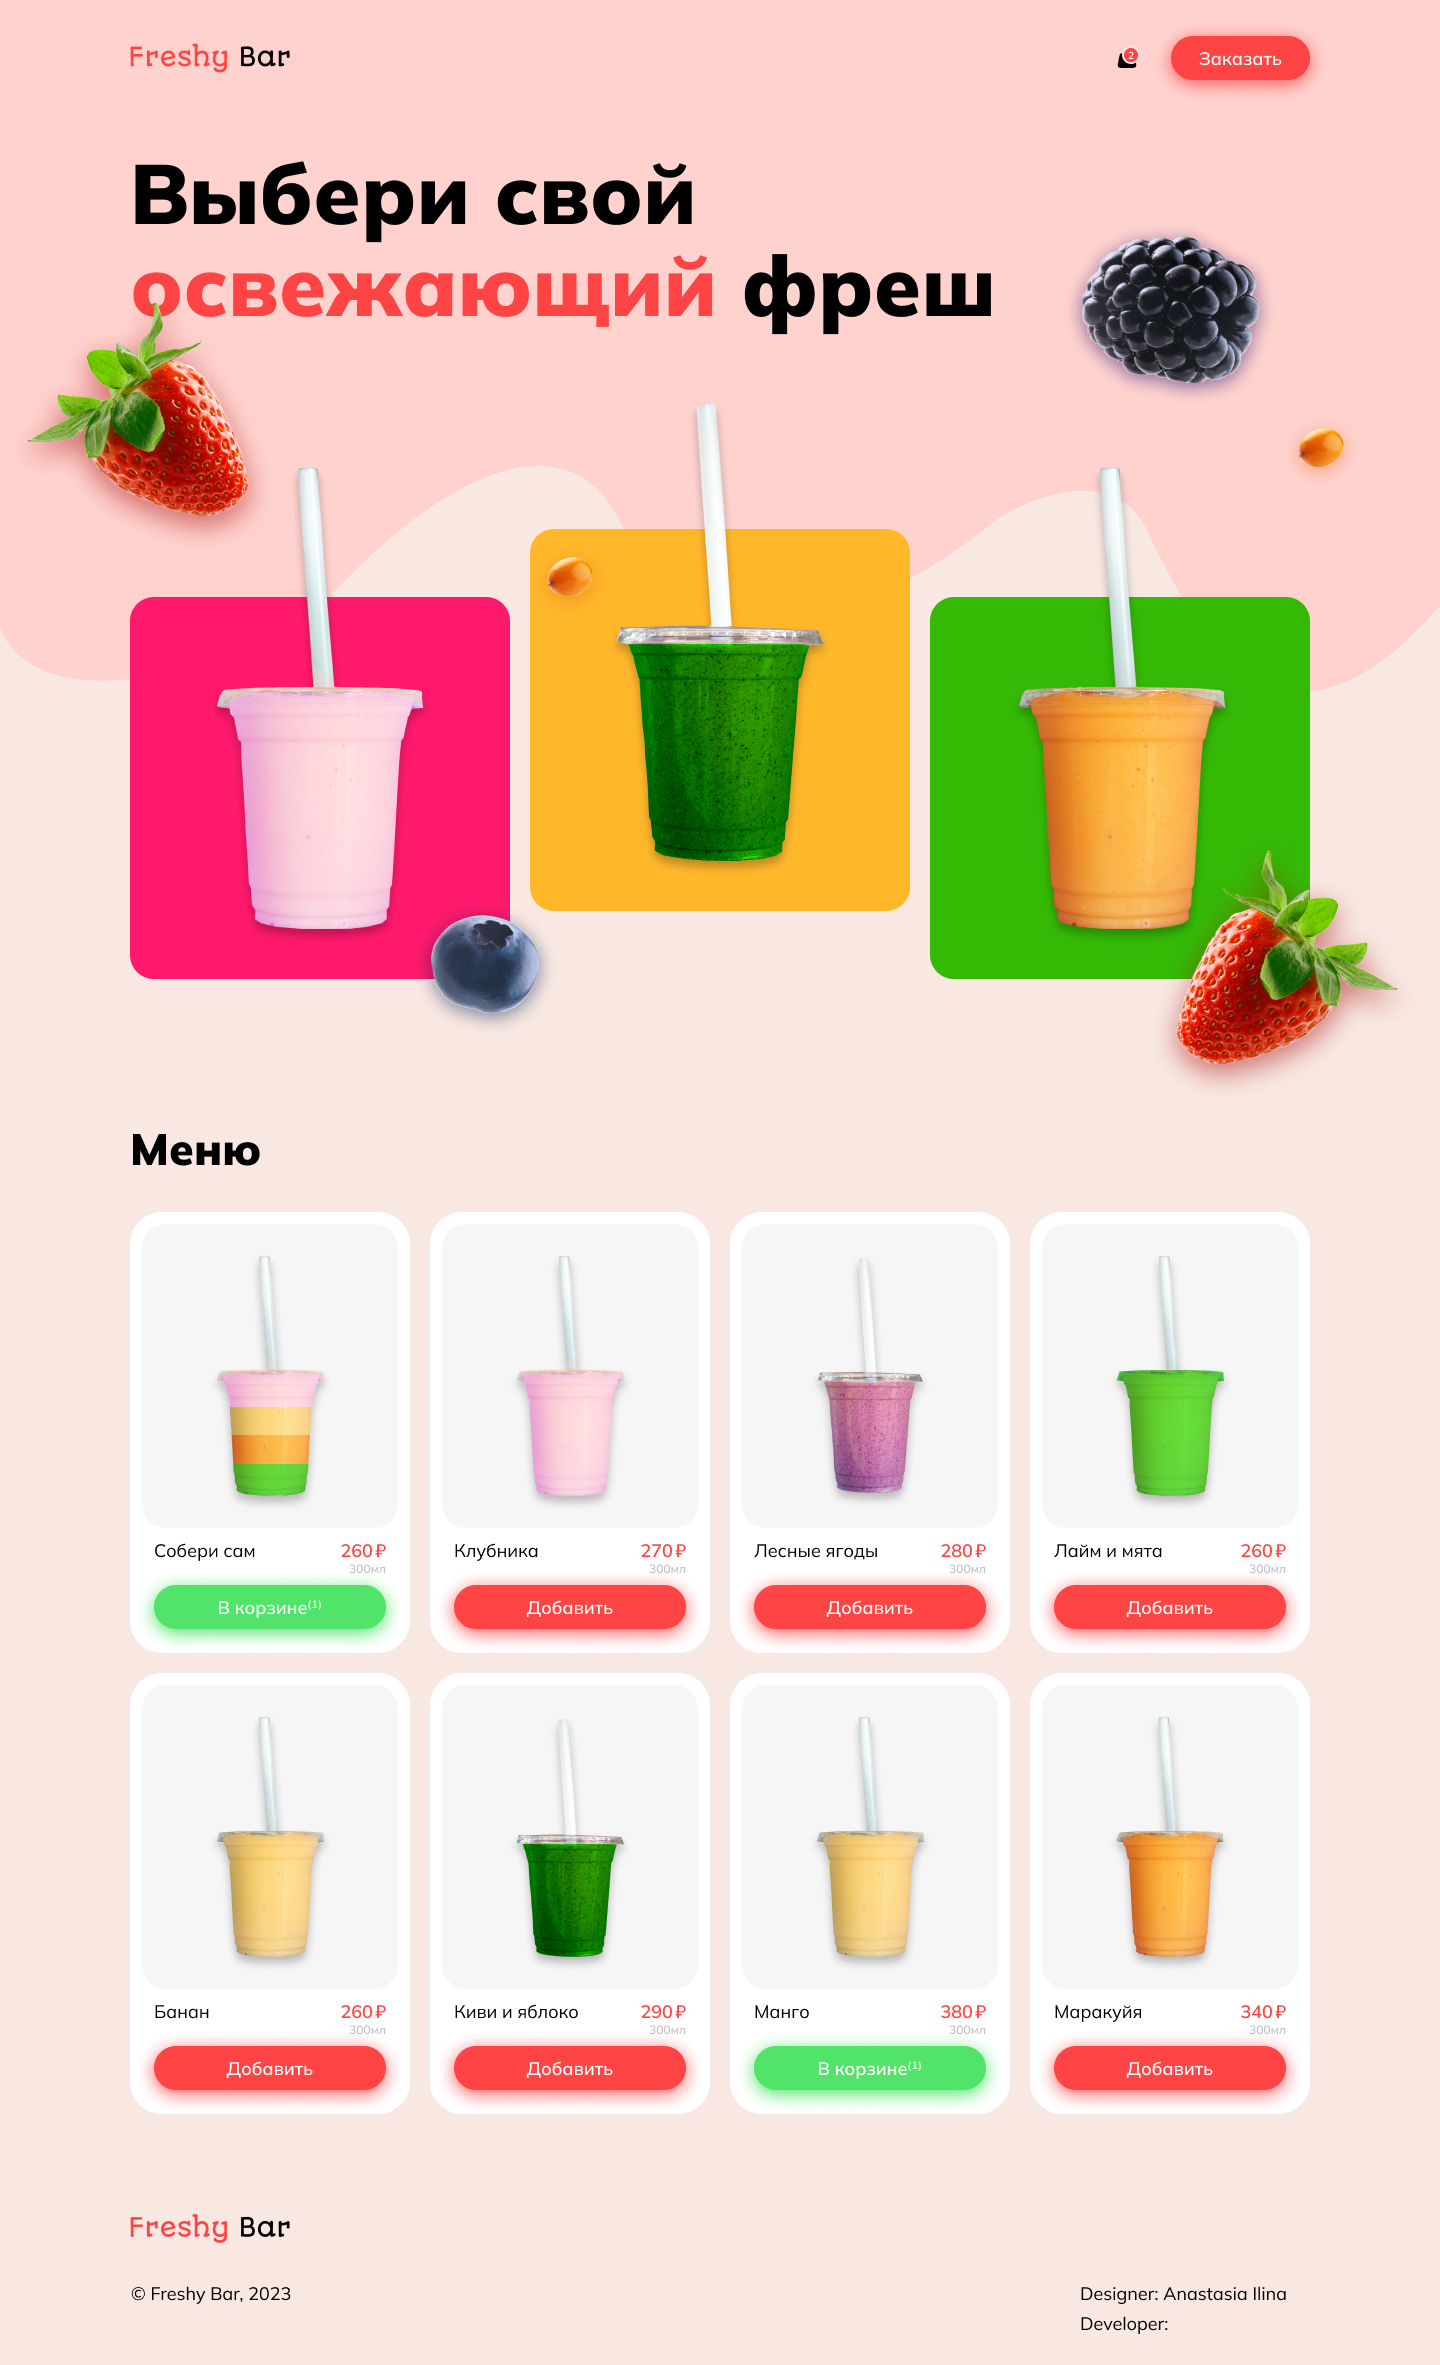 Freshy Bar
2
Заказать
Выбери свой
освежающий фреш
Меню
Собери сам 260 ₽
300мл
В корзине(1)
Клубника 270 ₽
300мл
Добавить
Лесные ягоды 280 ₽
300мл
Добавить
Лайм и мята 260 ₽
300мл
Добавить
Банан 260 ₽
300мл
Добавить
Киви и яблоко 290 ₽
300мл
Добавить
Манго 380 ₽
300мл
В корзине(1)
Маракуйя 340 ₽
300мл
Добавить
Freshy Bar
© Freshy Bar, 2023
Designer: Anastasia Ilina
Developer: